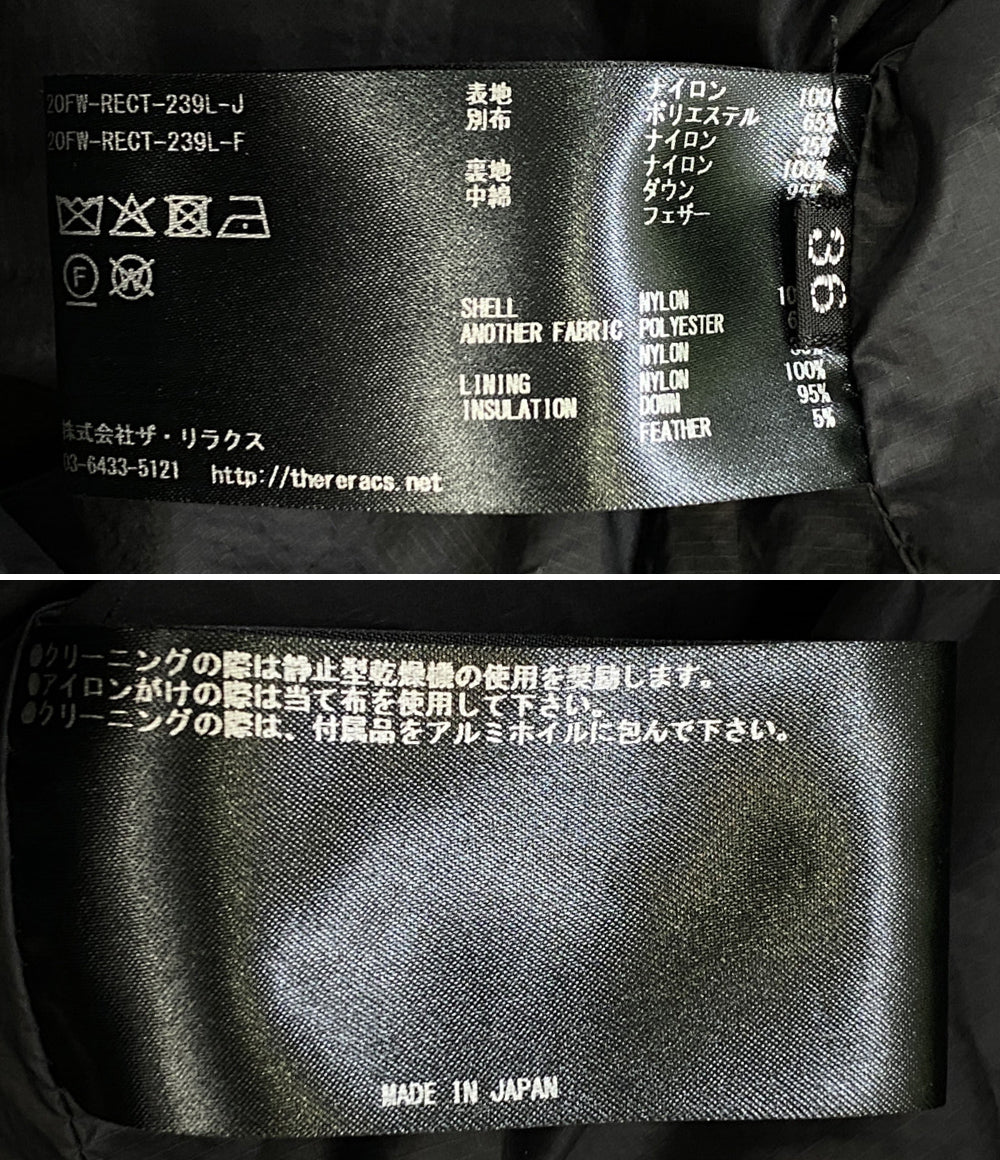 20FW-RECT-239L-J
20FW-RECT-239L-F
表地 ナイロン 100%
別布 ポリエステル 65%
ナイロン 35%
裏地 ナイロン 100%
中綿 ダウン 95%
フェザー
36
F
W
SHELL NYLON
ANOTHER FABRIC POLYESTER
NYLON
LINING NYLON 100%
INSULATION DOWN 95%
FEATHER 5%
株式会社ザ・リラクス
03-6433-5121 http://thereracs.net
●クリーニングの際は静止型乾燥機の使用を奨励します。
●アイロンがけの際は当て布を使用して下さい。
●クリーニングの際は、付属品をアルミホイルに包んで下さい。
MADE IN JAPAN